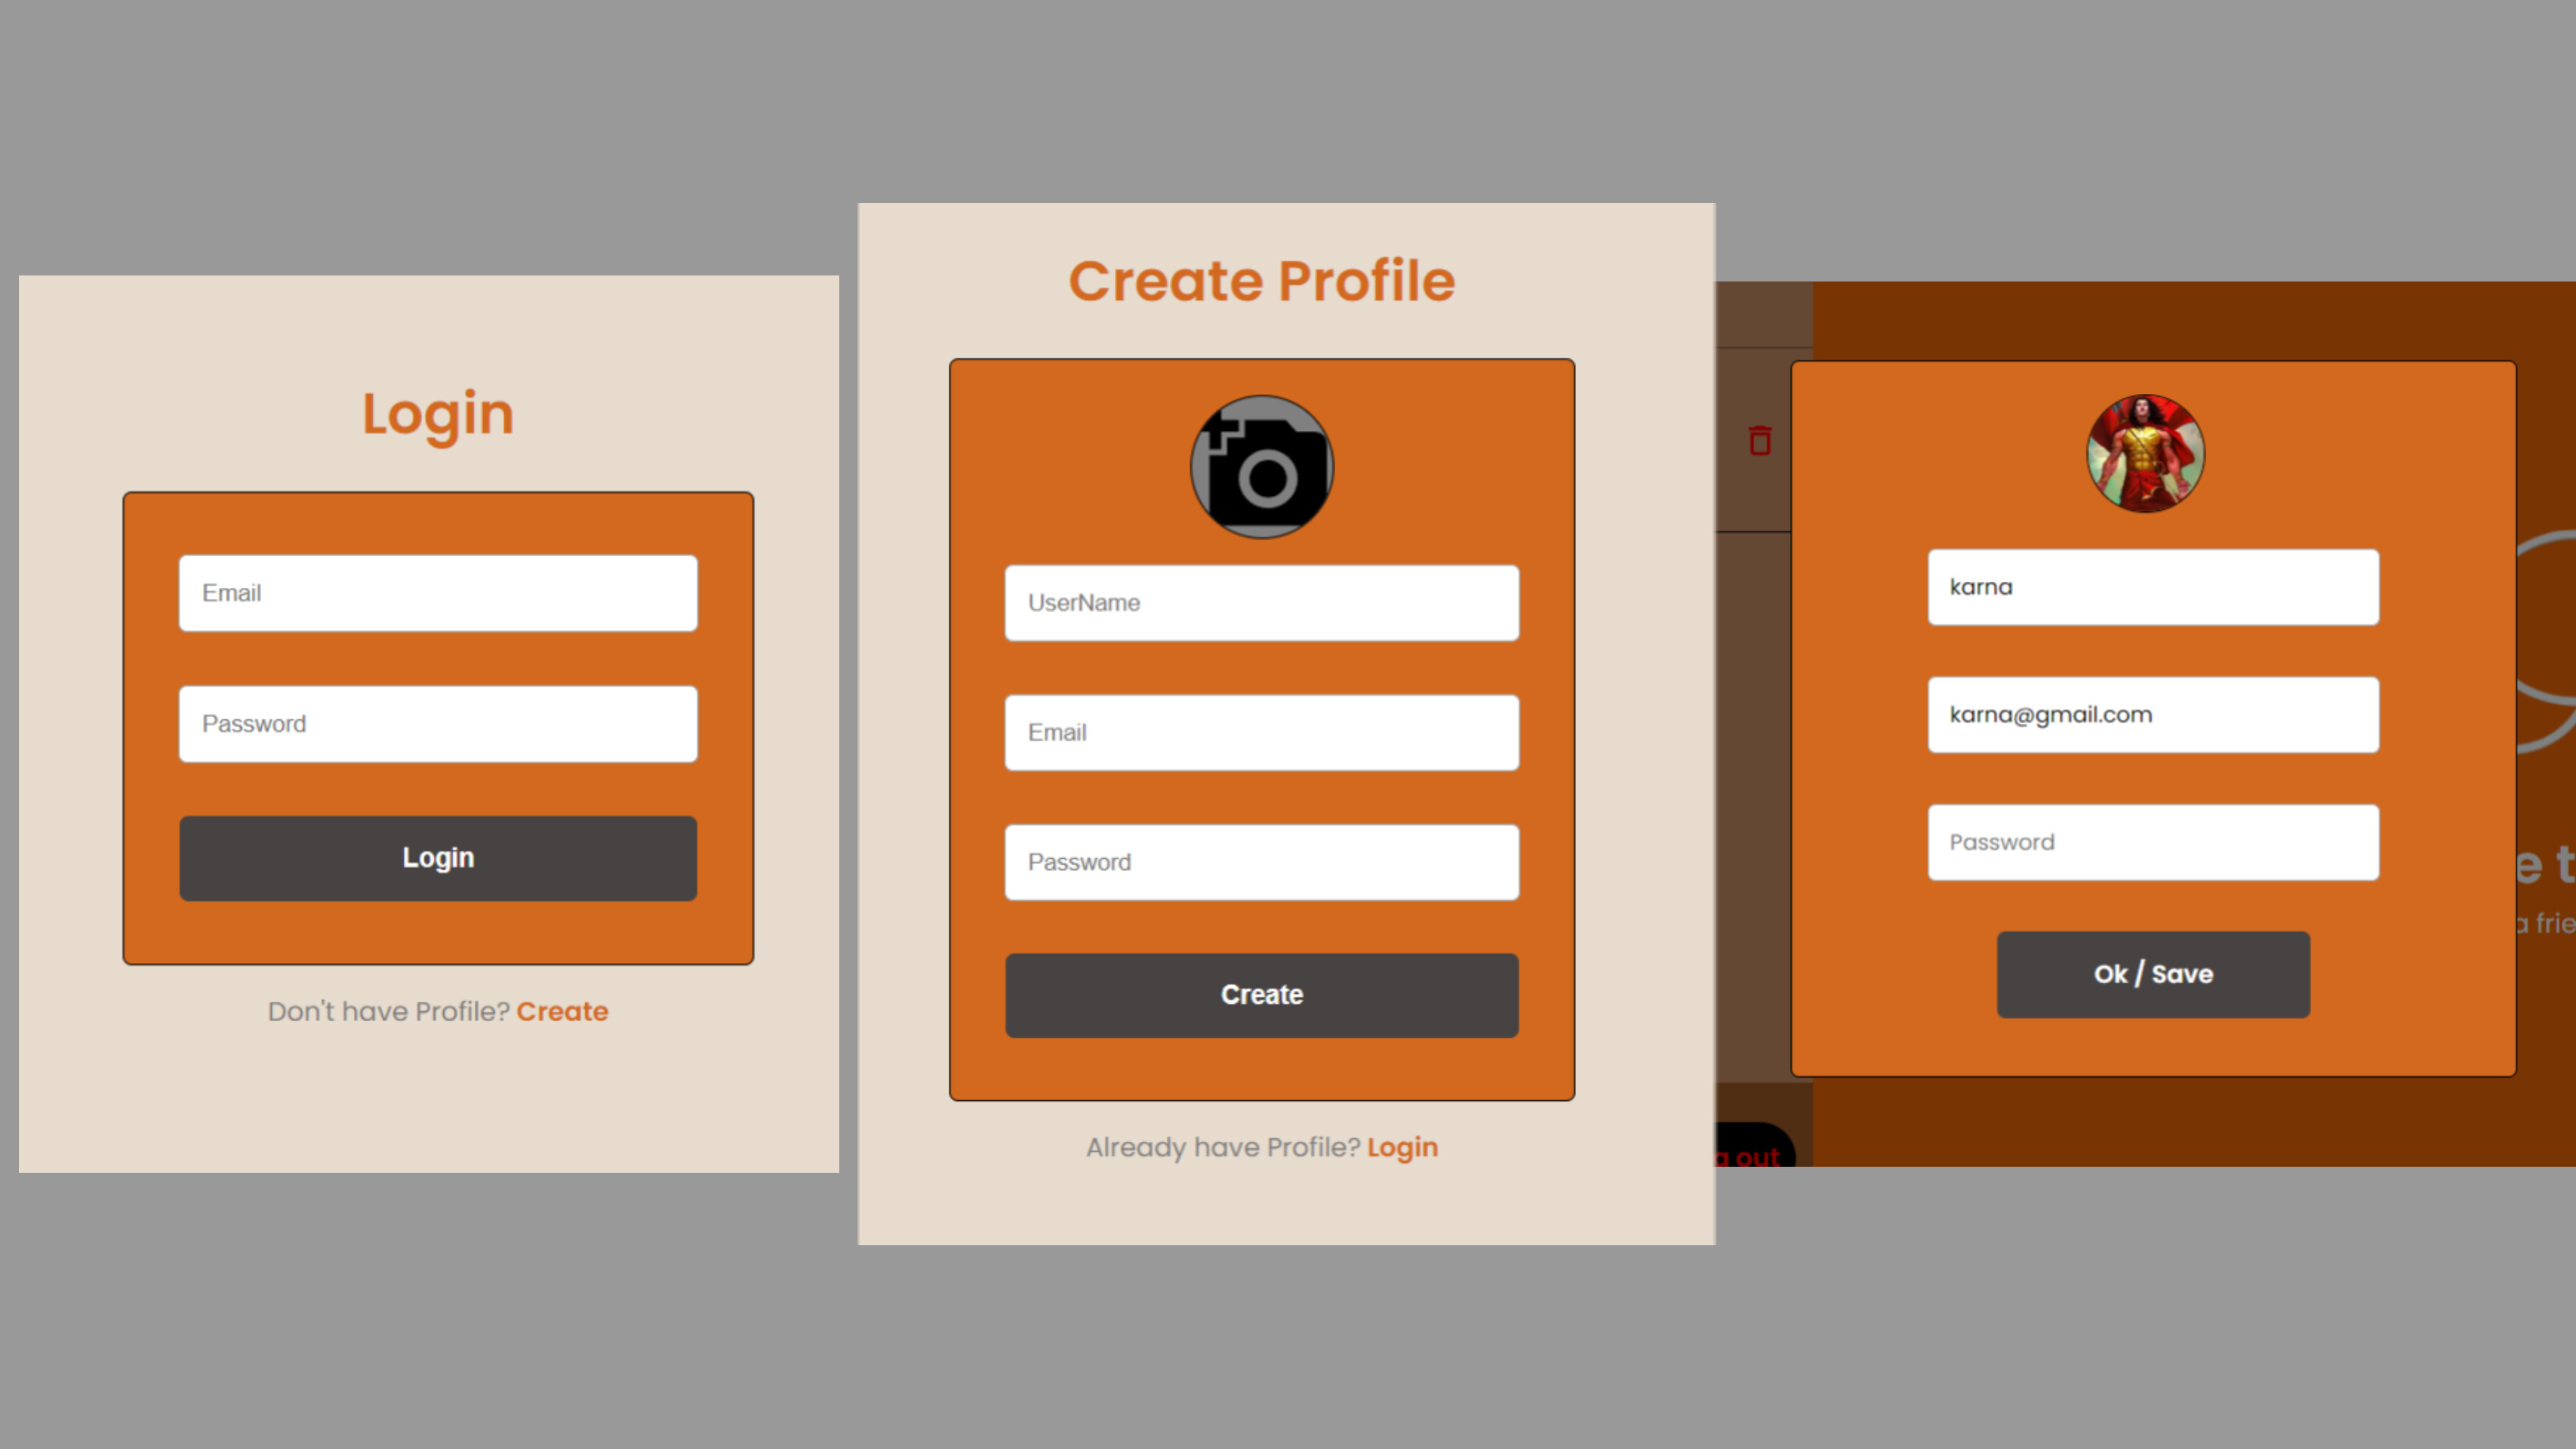 Login
Email
Password
Login
Don't have Profile? Create
Create Profile
UserName
Email
Password
Create
Already have Profile? Login
karna
karna@gmail.com
Password
Ok / Save
e t
a frie
out